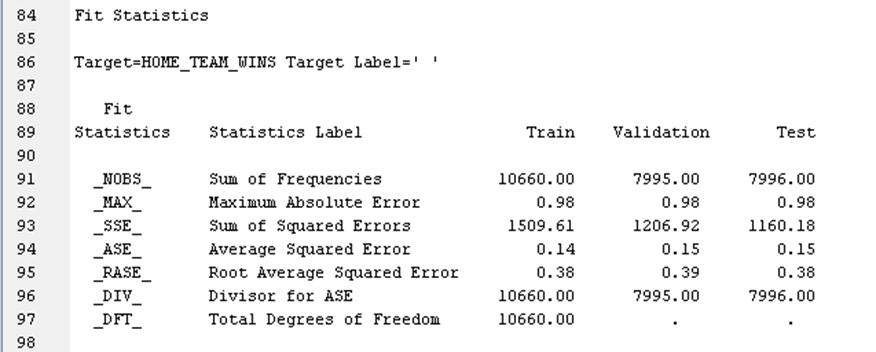 84 Fit Statistics
85
86 Target=HOME_TEAM_WINS Target Label=' '
87
88 Fit
89 Statistics Statistics Label Train Validation Test
90
91 _NOBS_ Sum of Frequencies 10660.00 7995.00 7996.00
92 _MAX_ Maximum Absolute Error 0.98 0.98 0.98
93 _SSE_ Sum of Squared Errors 1509.61 1206.92 1160.18
94 _ASE_ Average Squared Error 0.14 0.15 0.15
95 _RASE_ Root Average Squared Error 0.38 0.39 0.38
96 _DIV_ Divisor for ASE 10660.00 7995.00 7996.00
97 _DFT_ Total Degrees of Freedom 10660.00 . .
98